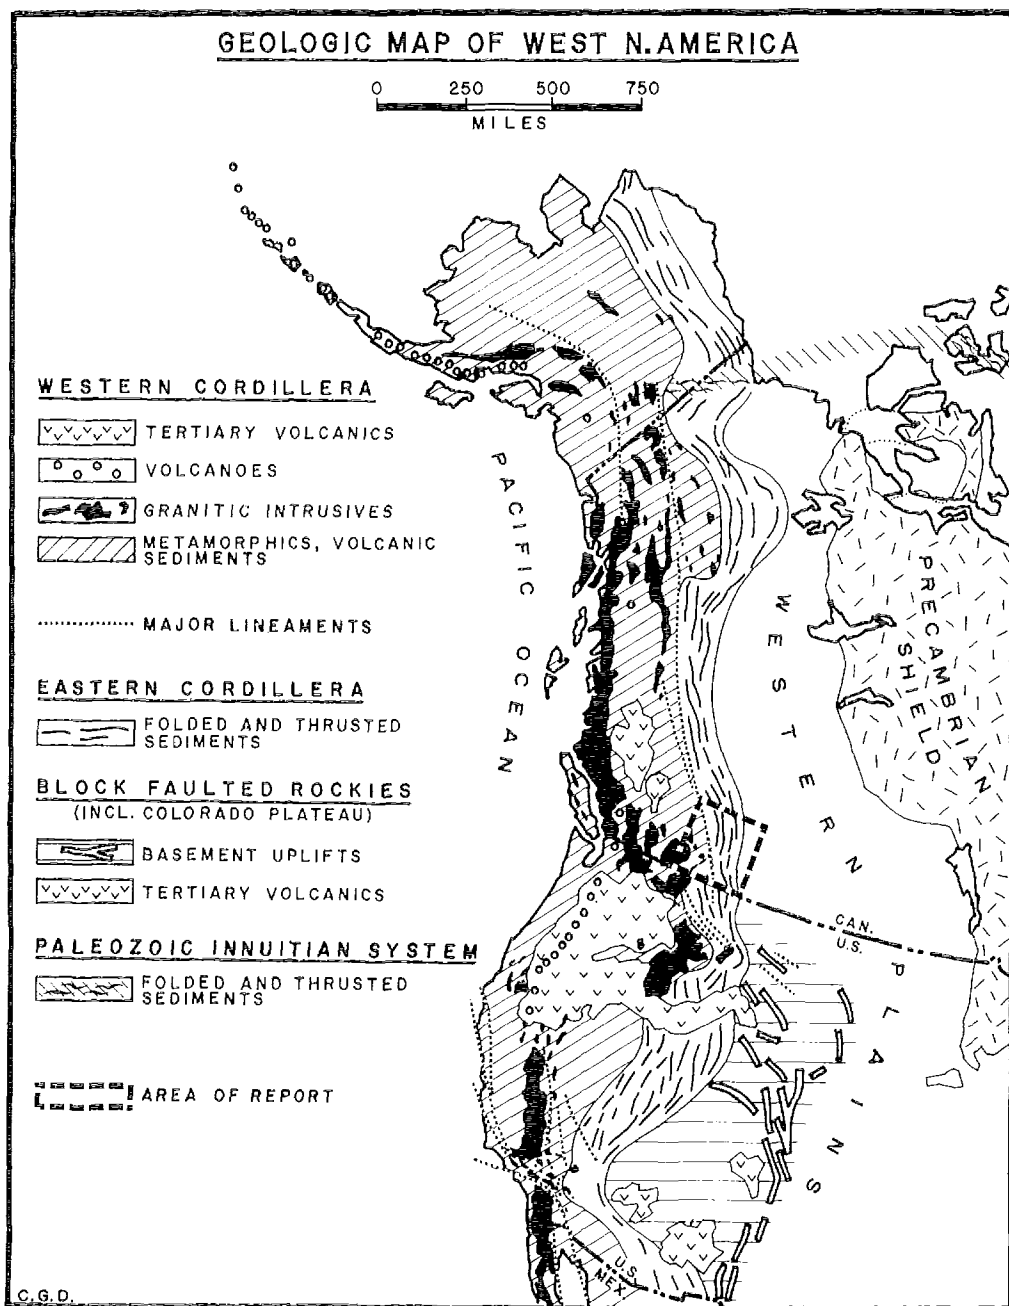 GEOLOGIC MAP OF WEST N. AMERICA
0 250 500 750
MILES
WESTERN CORDILLERA
TERTIARY VOLCANICS
VOLCANOES
GRANITIC INTRUSIVES
METAMORPHICS, VOLCANIC
SEDIMENTS
MAJOR LINEAMENTS
EASTERN CORDILLERA
FOLDED AND THRUSTED
SEDIMENTS
BLOCK FAULTED ROCKIES
(INCL. COLORADO PLATEAU)
BASEMENT UPLIFTS
TERTIARY VOLCANICS
PALEOZOIC INNUITIAN SYSTEM
FOLDED AND THRUSTED
SEDIMENTS
AREA OF REPORT
PACIFIC OCEAN
WESTERN PLAINS
PRECAMBRIAN
SHIELD
CAN.
U.S.
U.S.
MEX.
C.G.D.